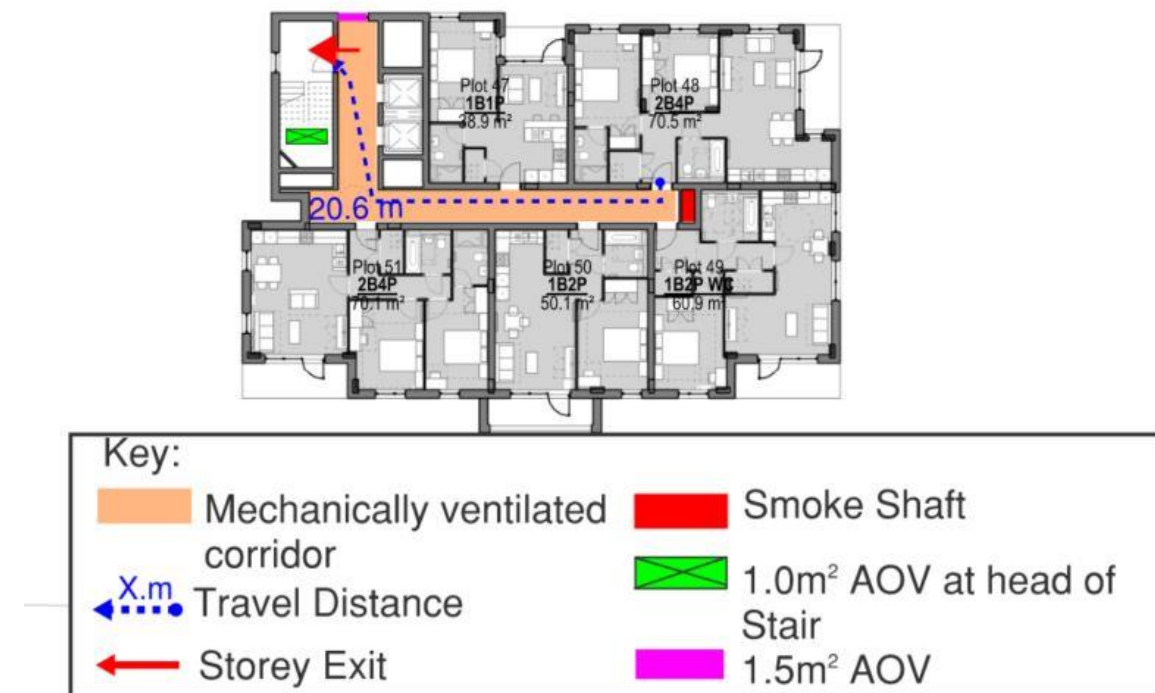 Plot 47
1B1P
38.9 m²
Plot 48
2B4P
70.5 m²
20.6 m
Plot 51
2B4P
70.1 m²
Plot 50
1B2P
50.1 m²
Plot 49
1B2P WC
60.9 m²
Key:
Mechanically ventilated
corridor
X.m
Travel Distance
Storey Exit
Smoke Shaft
1.0m² AOV at head of
Stair
1.5m² AOV